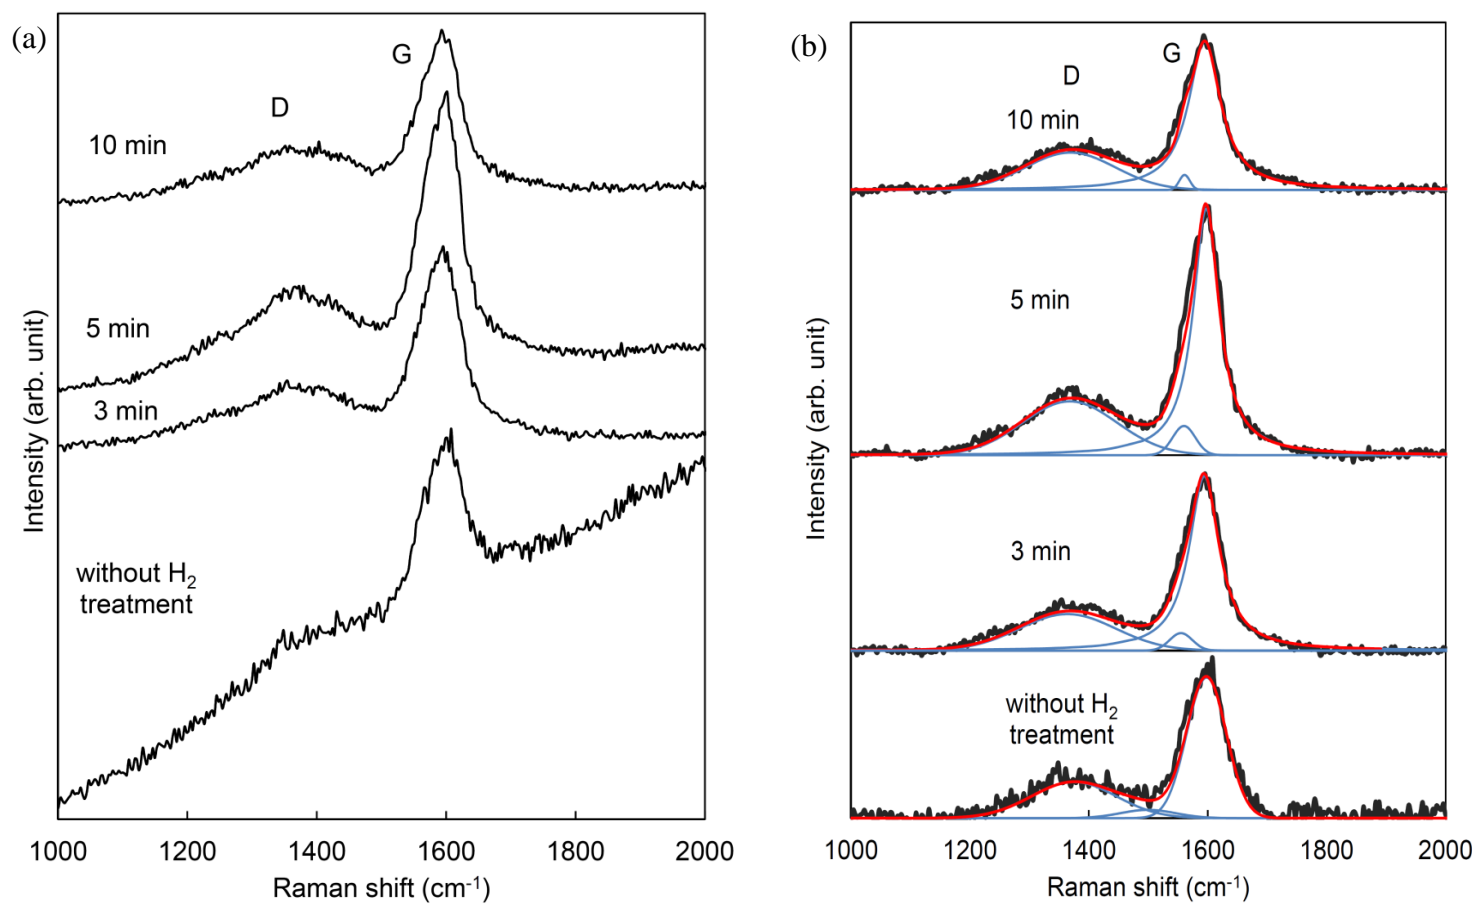 (a)
G
D
10 min
5 min
3 min
without H₂
treatment
Intensity (arb. unit)
1000 1200 1400 1600 1800 2000
Raman shift (cm⁻¹)
(b)
G
D
10 min
5 min
3 min
without H₂
treatment
Intensity (arb. unit)
1000 1200 1400 1600 1800 2000
Raman shift (cm⁻¹)